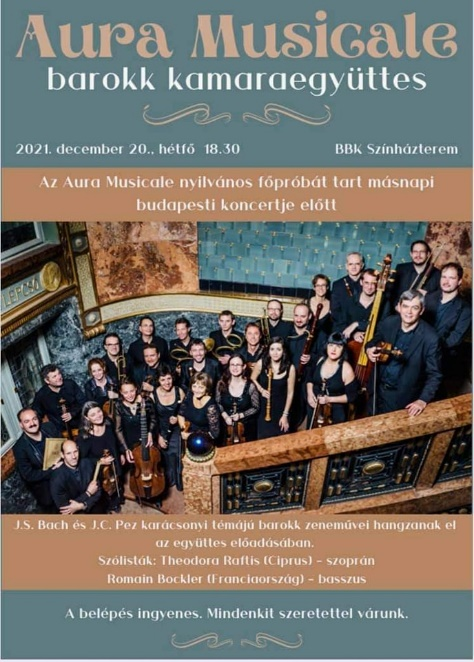 Aura Musicale
barokk kamaraegyüttes
2021. december 20., hétfő 18.30 BBK Színházterem
Az Aura Musicale nyilvános főpróbát tart másnapi
budapesti koncertje előtt
LÉPCSŐ
J.S. Bach és J.C. Pez karácsonyi témájú barokk zeneművei hangzanak el
az együttes előadásában.
Szólisták: Theodora Raftis (Ciprus) - szoprán
Romain Bockler (Franciaország) - basszus
A belépés ingyenes. Mindenkit szeretettel várunk.